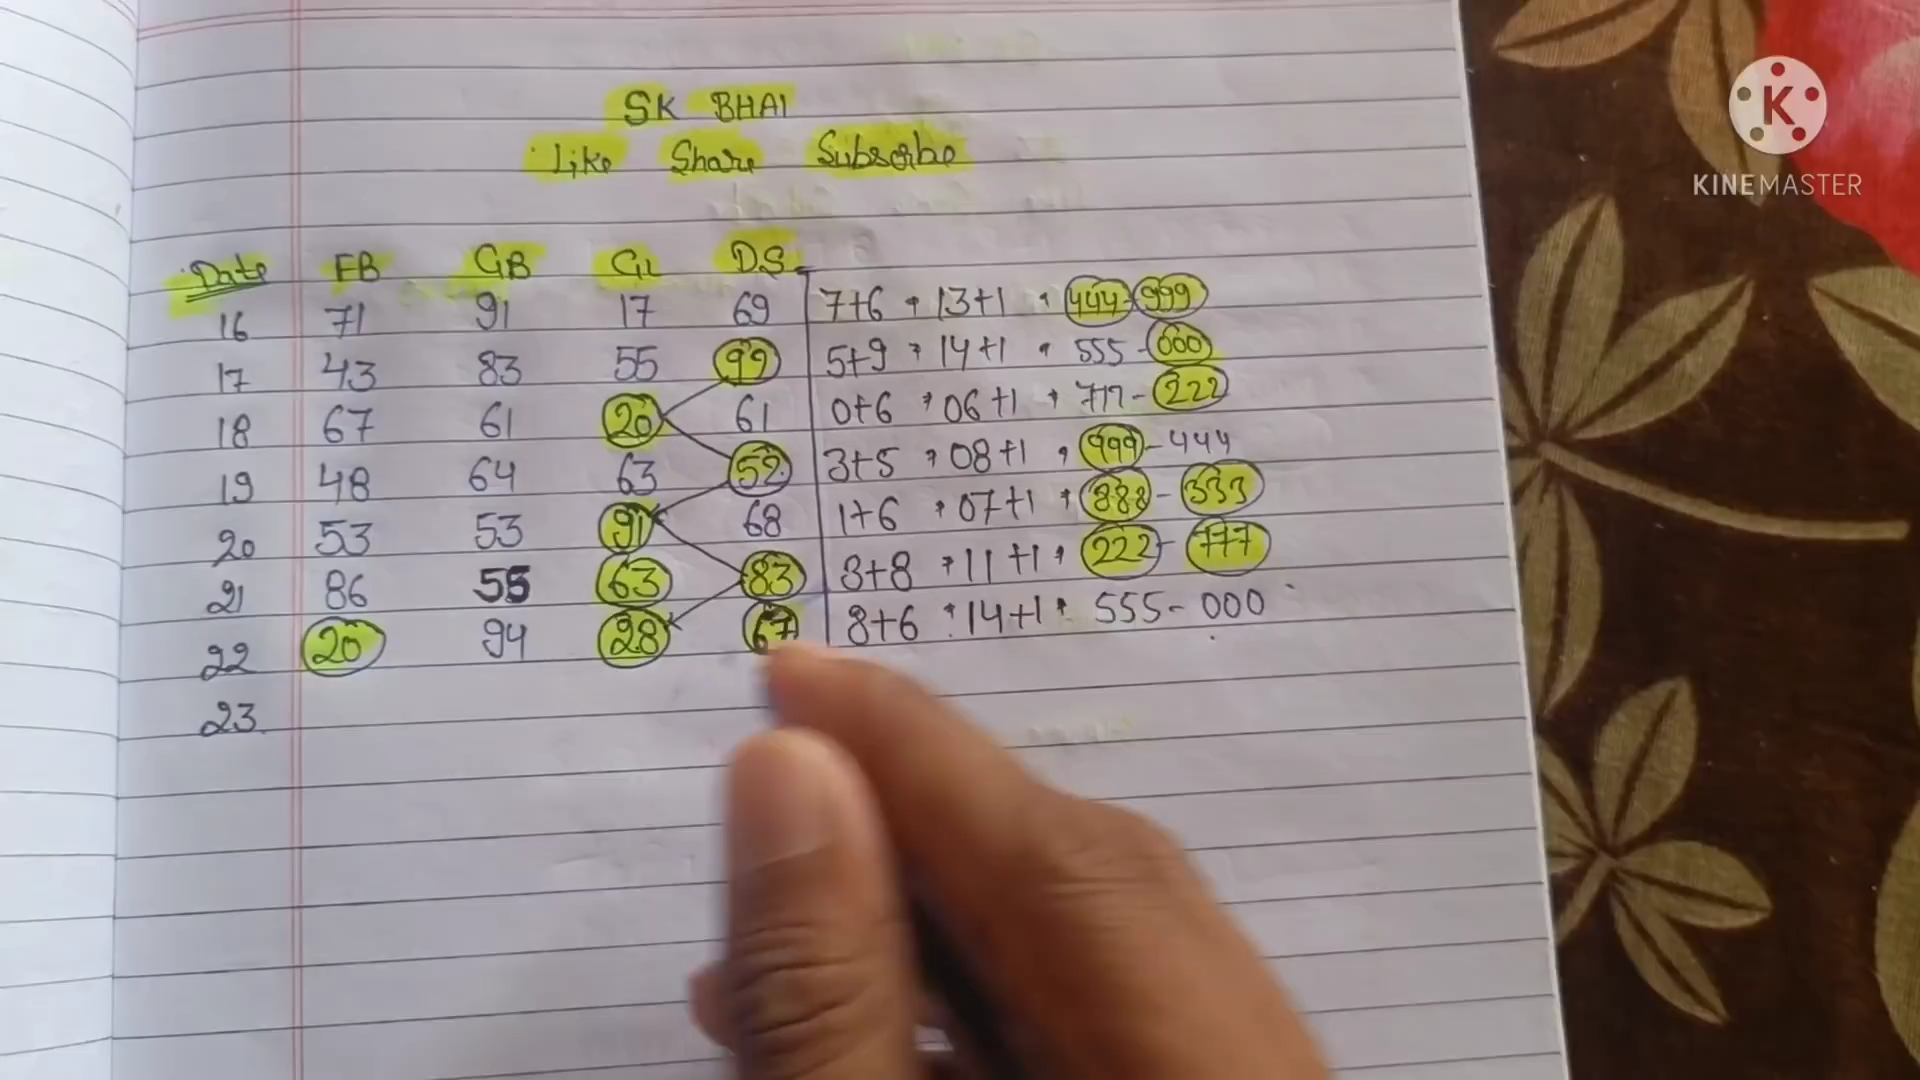 SK BHAI
Like Share Subscribe
KINEMASTER
Date FB GB GL D.S
16 71 91 17 69 7+6 13+1 444-999
17 43 83 55 99 5+9 14+1 555-000
18 67 61 20 61 0+6 06+1 777-222
19 48 64 63 52 3+5 08+1 999-444
20 53 53 91 68 1+6 07+1 888-333
21 86 55 63 83 3+8 11+1 222-777
22 20 94 28 67 8+6 14+1 555-000
23